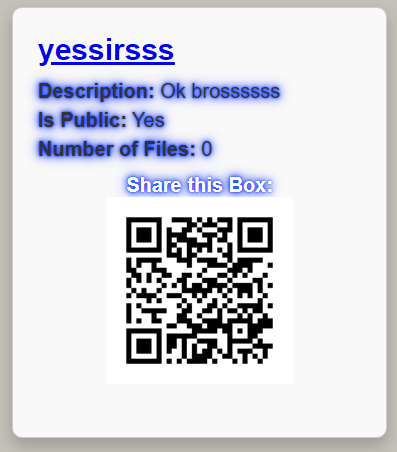 yessirsss
Description: Ok brossssss
Is Public: Yes
Number of Files: 0
Share this Box: